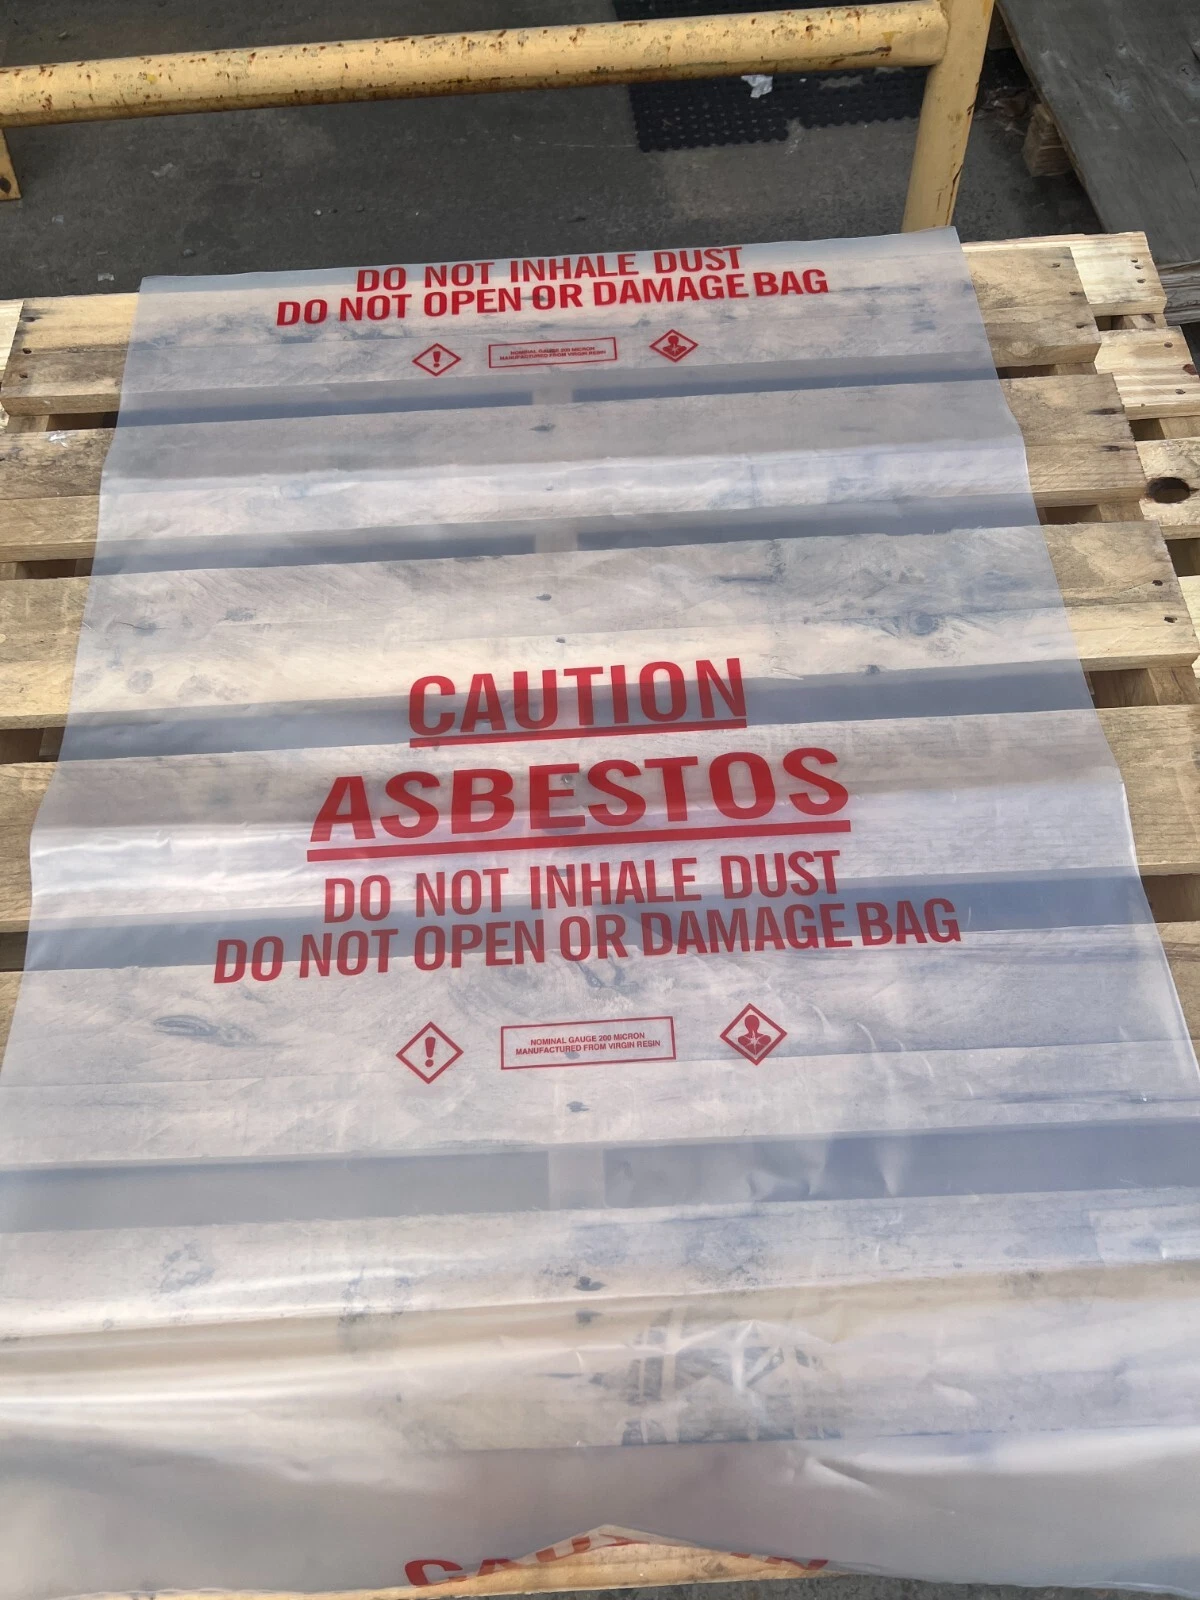 DO NOT INHALE DUST
DO NOT OPEN OR DAMAGE BAG
NOMINAL GAUGE 200 MICRON
MANUFACTURED FROM VIRGIN RESIN
CAUTION
ASBESTOS
DO NOT INHALE DUST
DO NOT OPEN OR DAMAGE BAG
NOMINAL GAUGE 200 MICRON
MANUFACTURED FROM VIRGIN RESIN
CAUTION